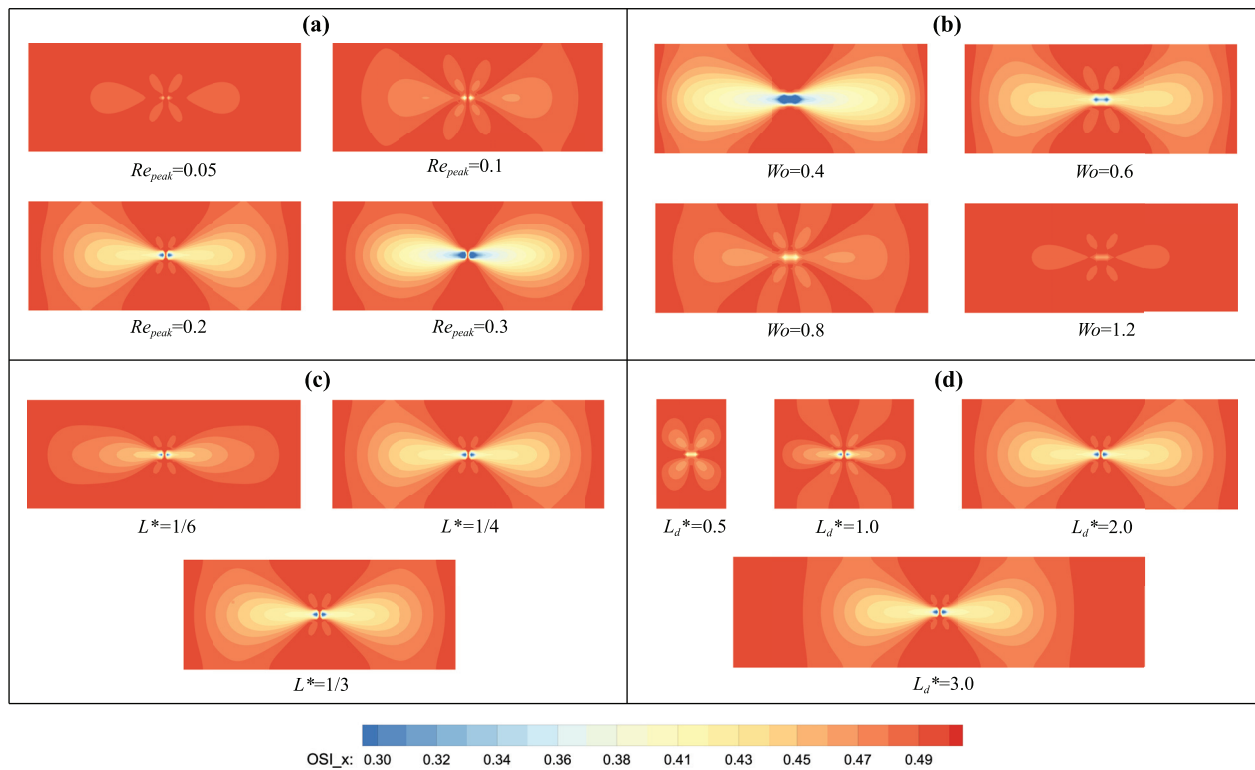 (a)
Re_peak=0.05
Re_peak=0.1
Re_peak=0.2
Re_peak=0.3
(b)
Wo=0.4
Wo=0.6
Wo=0.8
Wo=1.2
(c)
L*=1/6
L*=1/4
L*=1/3
(d)
L_d*=0.5
L_d*=1.0
L_d*=2.0
L_d*=3.0
OSI_x: 0.30 0.32 0.34 0.36 0.38 0.41 0.43 0.45 0.47 0.49